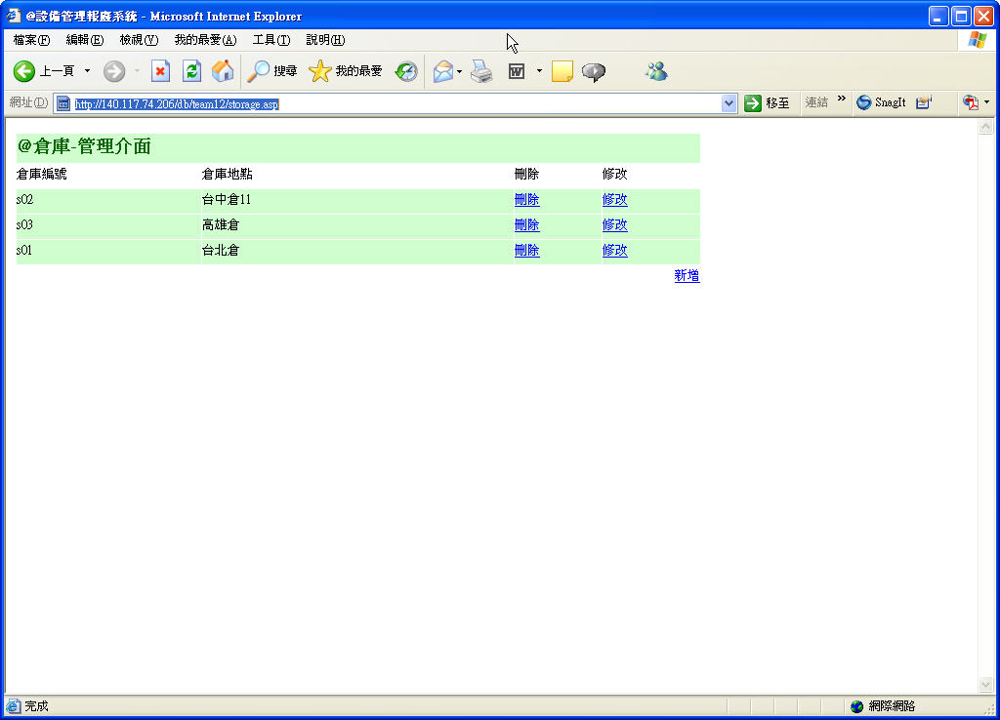 @設備管理報廢系統 - Microsoft Internet Explorer
檔案(F) 編輯(E) 檢視(V) 我的最愛(A) 工具(T) 說明(H)
上一頁 搜尋 我的最愛
網址(D) http://140.117.74.206/db/team12/storage.asp 移至 連結 » SnagIt
@倉庫-管理介面
倉庫編號 倉庫地點 刪除 修改
s02 台中倉11 刪除 修改
s03 高雄倉 刪除 修改
s01 台北倉 刪除 修改
新增
完成 網際網路